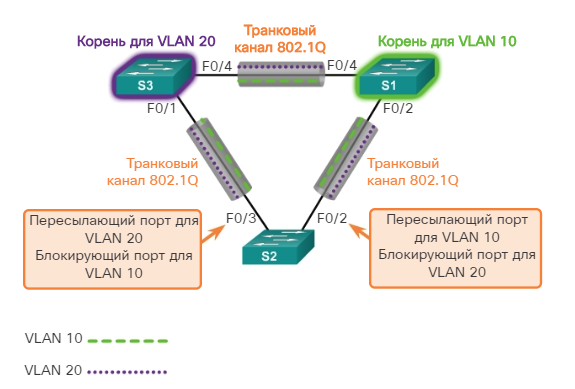 Транковый
канал 802.1Q
Корень для VLAN 20
Корень для VLAN 10
F0/4
F0/4
S3
S1
F0/1
F0/2
Транковый
канал 802.1Q
Транковый
канал 802.1Q
F0/3
F0/2
Пересылающий порт для
VLAN 20
Блокирующий порт для
VLAN 10
Пересылающий порт
для VLAN 10
Блокирующий порт для
VLAN 20
S2
VLAN 10
VLAN 20